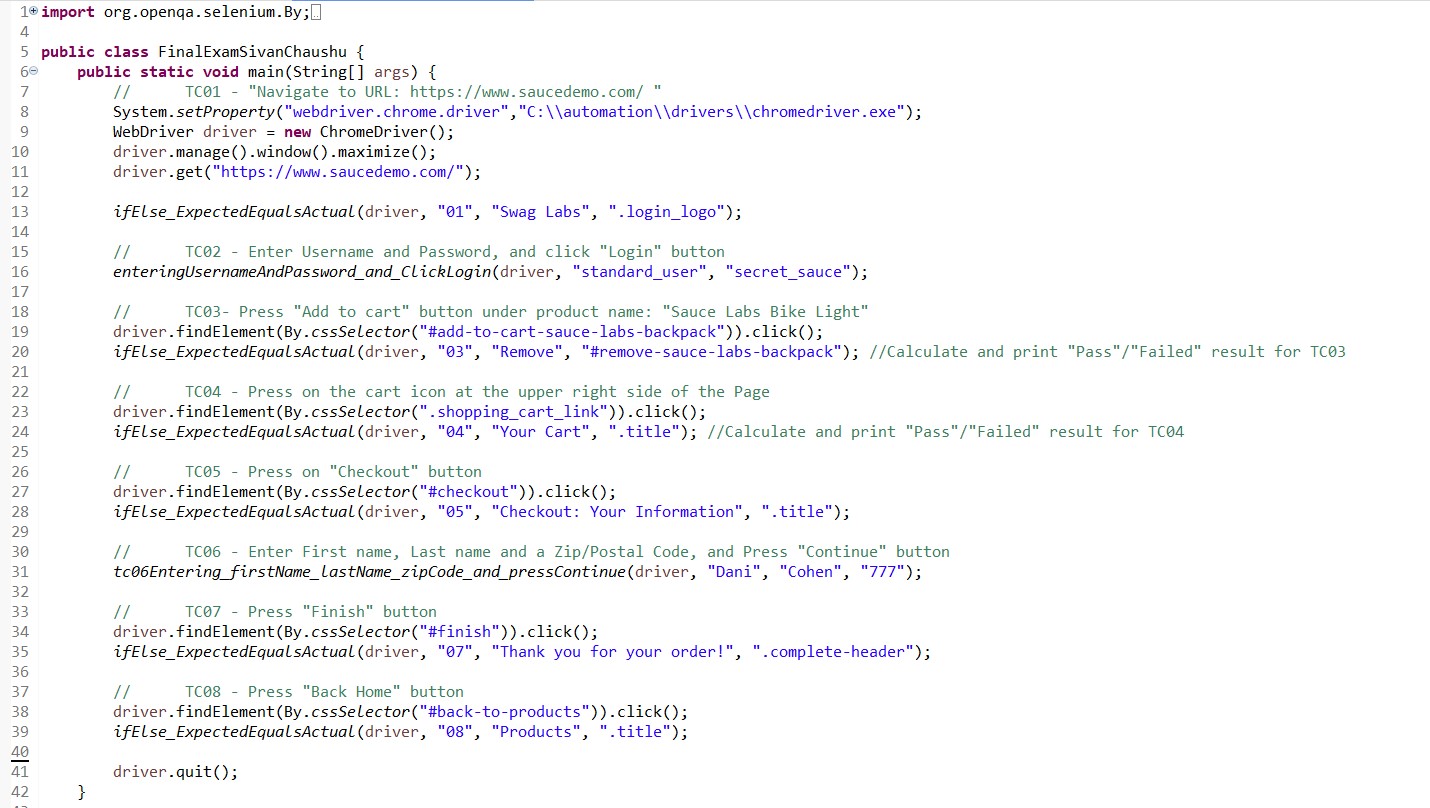 1 import org.openqa.selenium.By;
4
5 public class FinalExamSivanChaushu {
6 public static void main(String[] args) {
7 // TC01 - "Navigate to URL: https://www.saucedemo.com/ "
8 System.setProperty("webdriver.chrome.driver","C:\\automation\\drivers\\chromedriver.exe");
9 WebDriver driver = new ChromeDriver();
10 driver.manage().window().maximize();
11 driver.get("https://www.saucedemo.com/");
12
13 ifElse_ExpectedEqualsActual(driver, "01", "Swag Labs", ".login_logo");
14
15 // TC02 - Enter Username and Password, and click "Login" button
16 enteringUsernameAndPassword_and_ClickLogin(driver, "standard_user", "secret_sauce");
17
18 // TC03- Press "Add to cart" button under product name: "Sauce Labs Bike Light"
19 driver.findElement(By.cssSelector("#add-to-cart-sauce-labs-backpack")).click();
20 ifElse_ExpectedEqualsActual(driver, "03", "Remove", "#remove-sauce-labs-backpack"); //Calculate and print "Pass"/"Failed" result for TC03
21
22 // TC04 - Press on the cart icon at the upper right side of the Page
23 driver.findElement(By.cssSelector(".shopping_cart_link")).click();
24 ifElse_ExpectedEqualsActual(driver, "04", "Your Cart", ".title"); //Calculate and print "Pass"/"Failed" result for TC04
25
26 // TC05 - Press on "Checkout" button
27 driver.findElement(By.cssSelector("#checkout")).click();
28 ifElse_ExpectedEqualsActual(driver, "05", "Checkout: Your Information", ".title");
29
30 // TC06 - Enter First name, Last name and a Zip/Postal Code, and Press "Continue" button
31 tc06Entering_firstName_lastName_zipCode_and_pressContinue(driver, "Dani", "Cohen", "777");
32
33 // TC07 - Press "Finish" button
34 driver.findElement(By.cssSelector("#finish")).click();
35 ifElse_ExpectedEqualsActual(driver, "07", "Thank you for your order!", ".complete-header");
36
37 // TC08 - Press "Back Home" button
38 driver.findElement(By.cssSelector("#back-to-products")).click();
39 ifElse_ExpectedEqualsActual(driver, "08", "Products", ".title");
40
41 driver.quit();
42 }